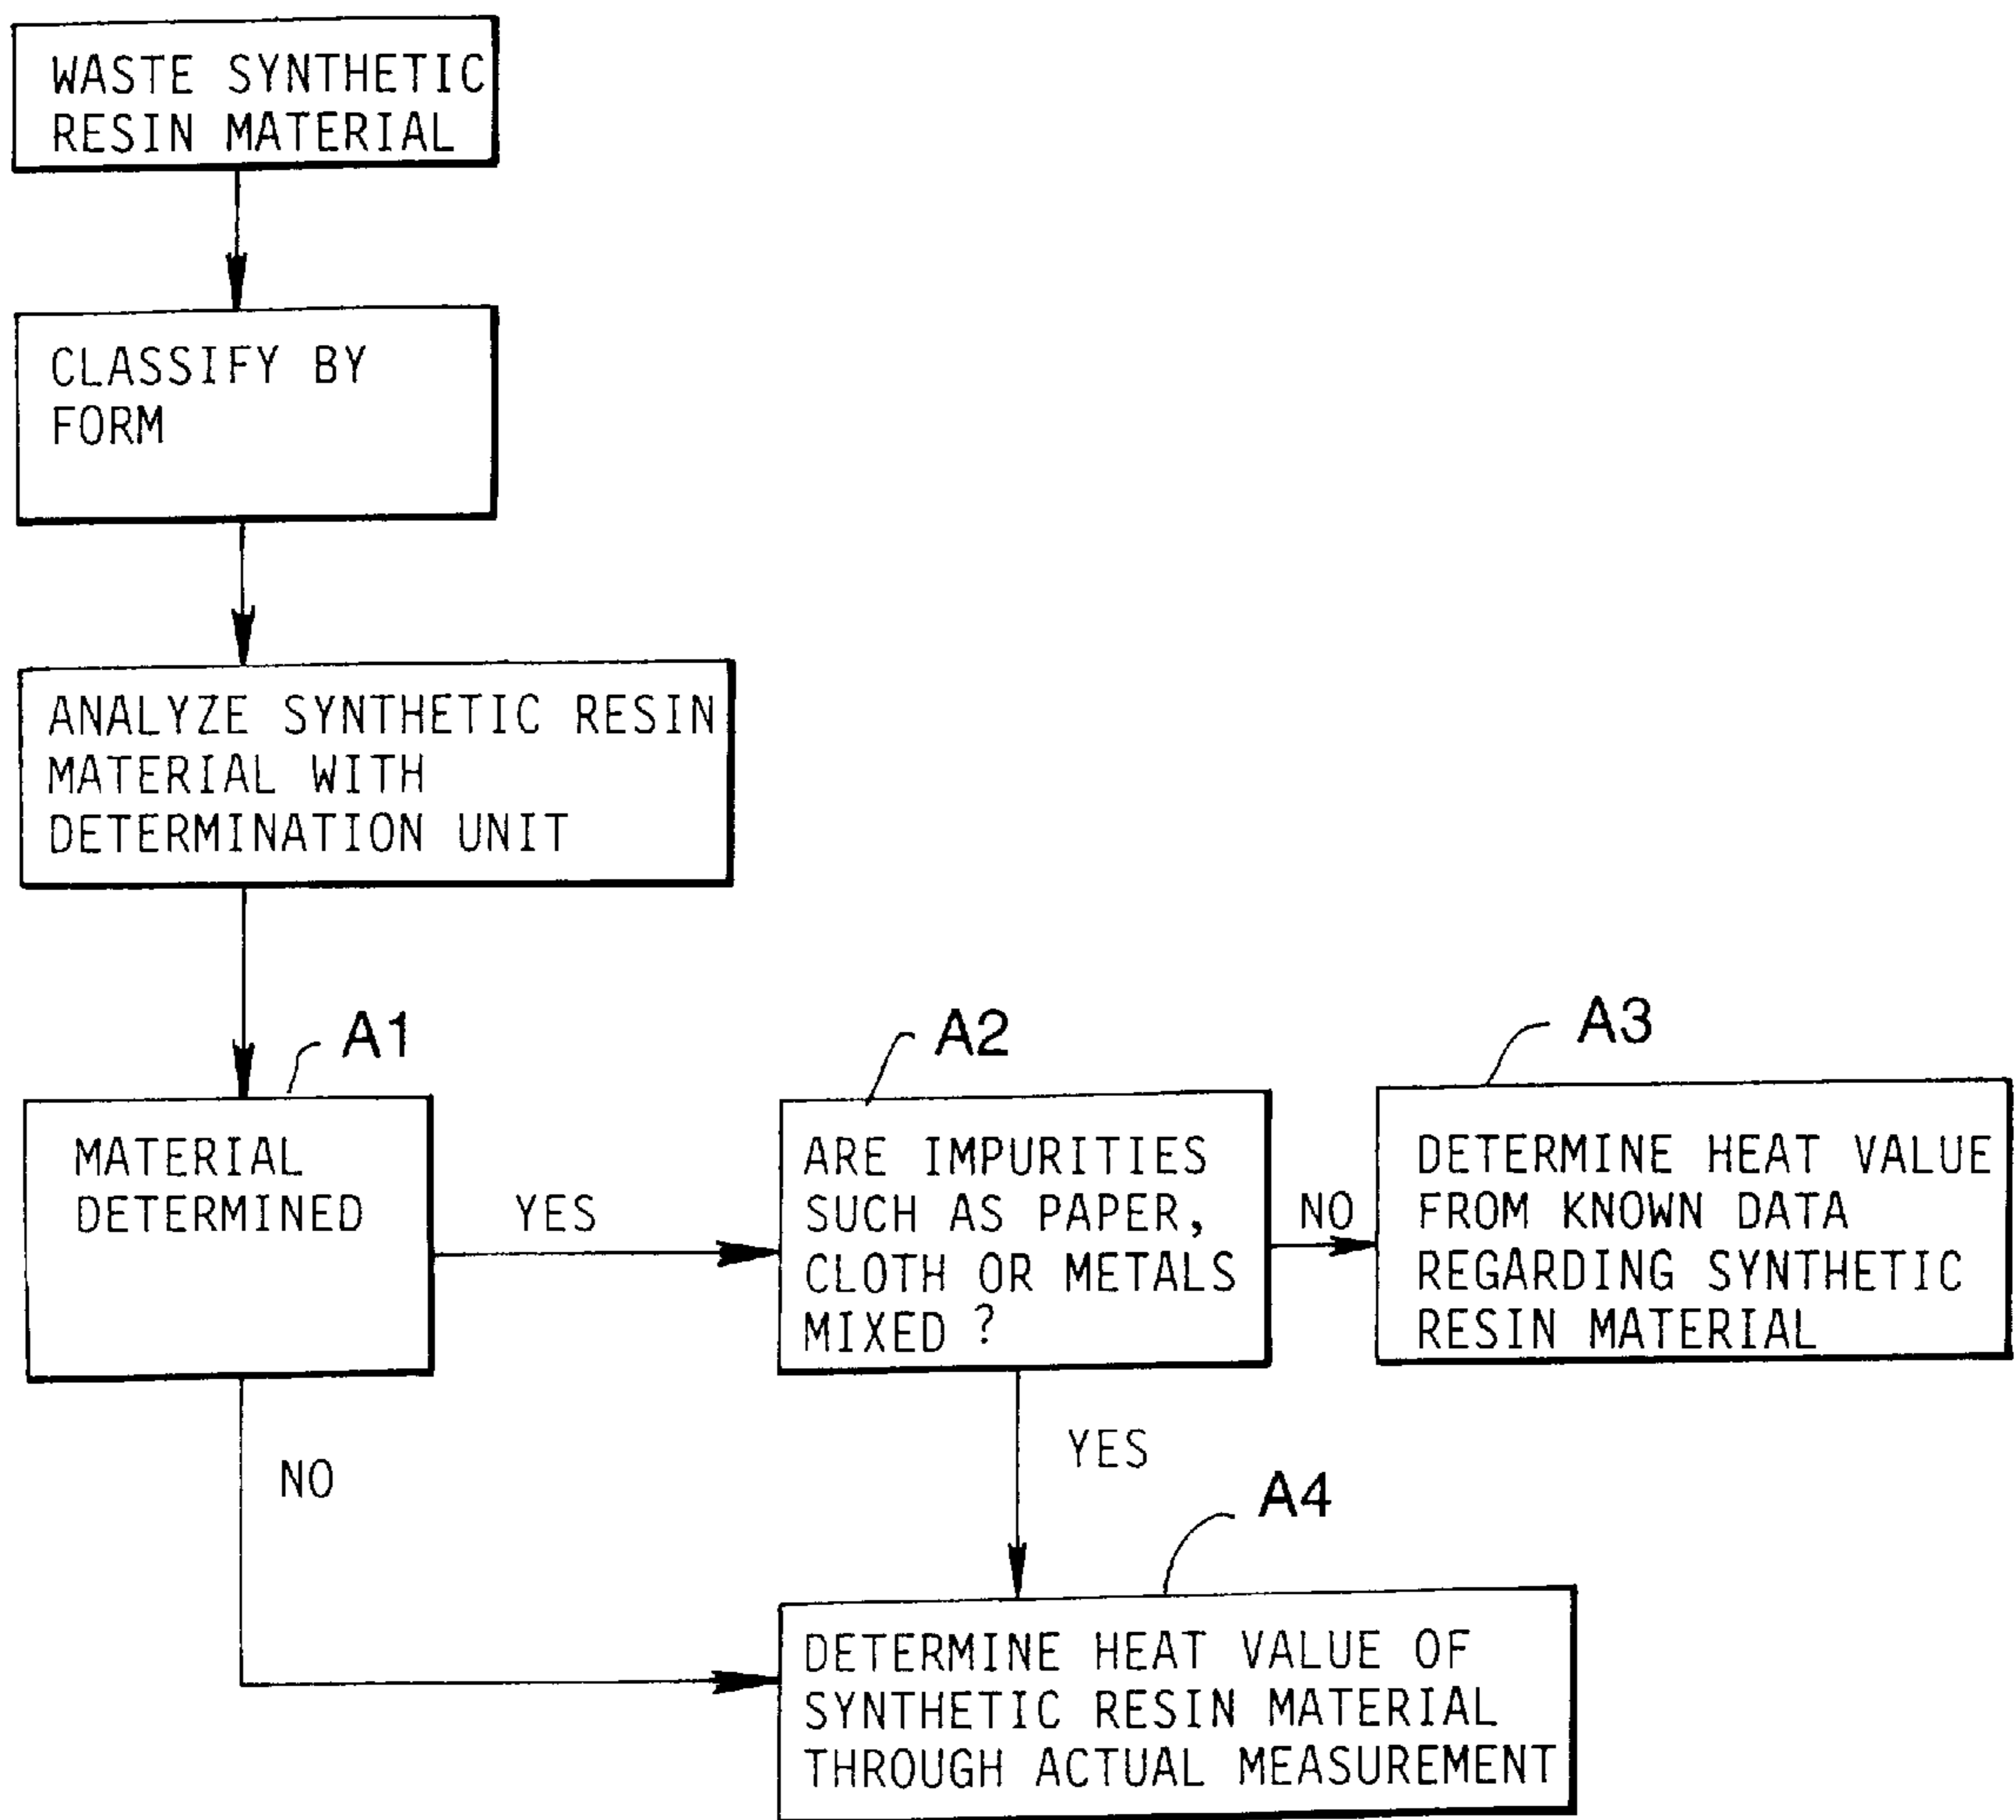 WASTE SYNTHETIC
RESIN MATERIAL
CLASSIFY BY
FORM
ANALYZE SYNTHETIC RESIN
MATERIAL WITH
DETERMINATION UNIT
A1
MATERIAL
DETERMINED
YES
NO
A2
ARE IMPURITIES
SUCH AS PAPER,
CLOTH OR METALS
MIXED ?
NO
YES
A3
DETERMINE HEAT VALUE
FROM KNOWN DATA
REGARDING SYNTHETIC
RESIN MATERIAL
A4
DETERMINE HEAT VALUE OF
SYNTHETIC RESIN MATERIAL
THROUGH ACTUAL MEASUREMENT